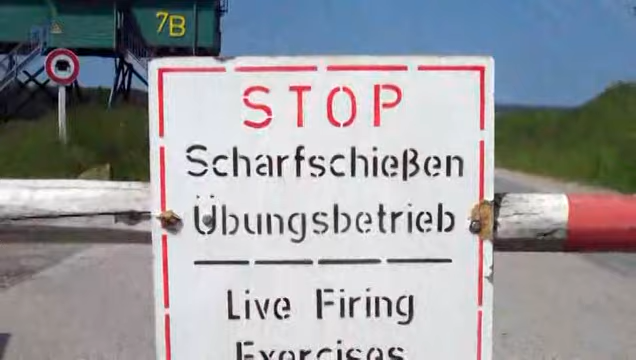 7B
STOP
Scharfschießen
Übungsbetrieb
Live Firing
Exercises